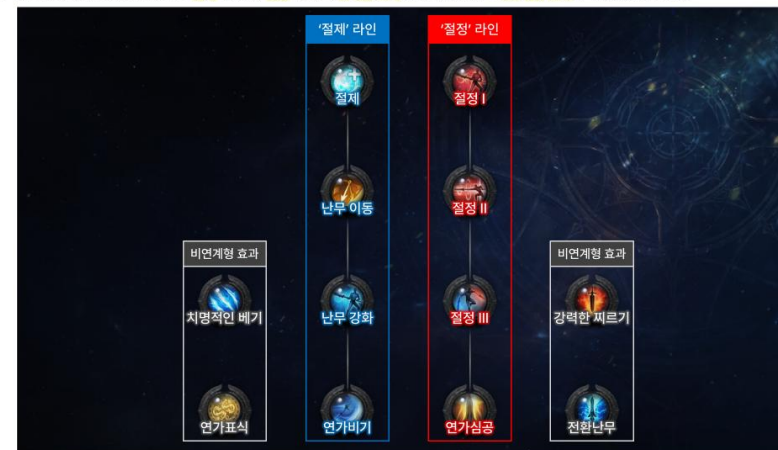 '절제' 라인
'절정' 라인
절제
절정 I
난무 이동
절정 II
비연계형 효과
비연계형 효과
치명적인 베기
난무 강화
절정 III
강력한 찌르기
연가표식
연가비기
연가심공
전환난무